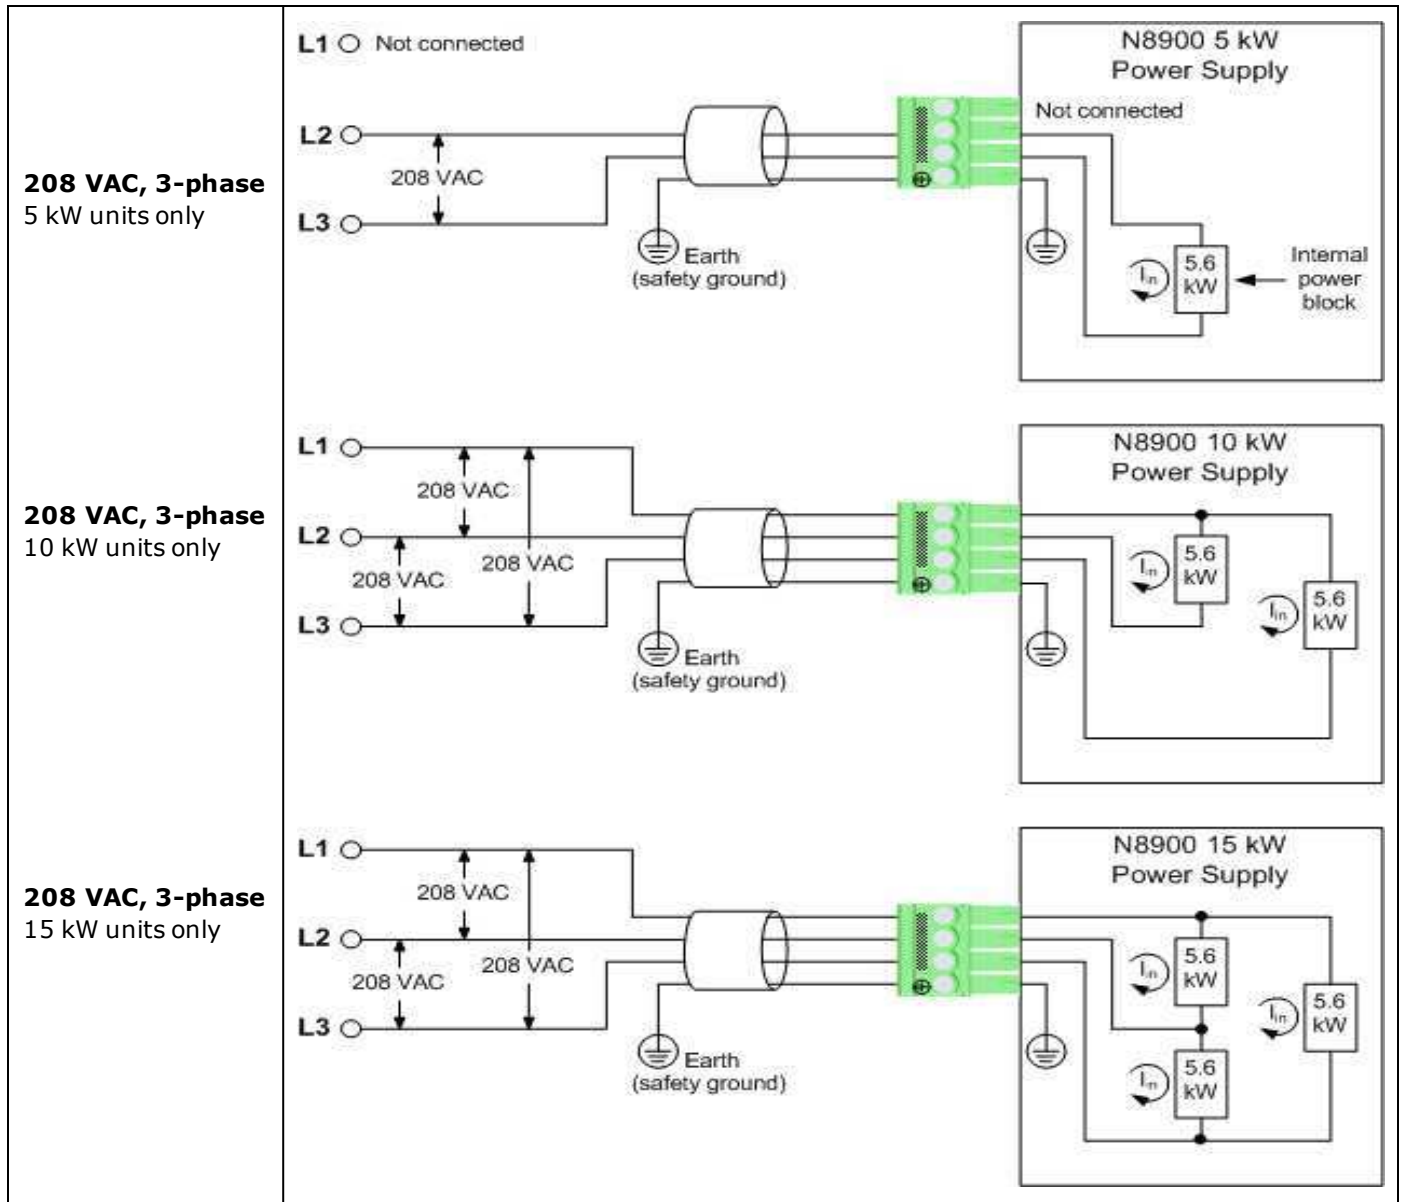 208 VAC, 3-phase
5 kW units only
L1 Not connected
L2
208 VAC
L3
Earth
(safety ground)
N8900 5 kW
Power Supply
Not connected
Iin
5.6
kW
Internal
power
block
208 VAC, 3-phase
10 kW units only
L1
208 VAC
L2
208 VAC
208 VAC
L3
Earth
(safety ground)
N8900 10 kW
Power Supply
Iin
5.6
kW
Iin
5.6
kW
208 VAC, 3-phase
15 kW units only
L1
208 VAC
L2
208 VAC
208 VAC
L3
Earth
(safety ground)
N8900 15 kW
Power Supply
Iin
5.6
kW
Iin
5.6
kW
Iin
5.6
kW